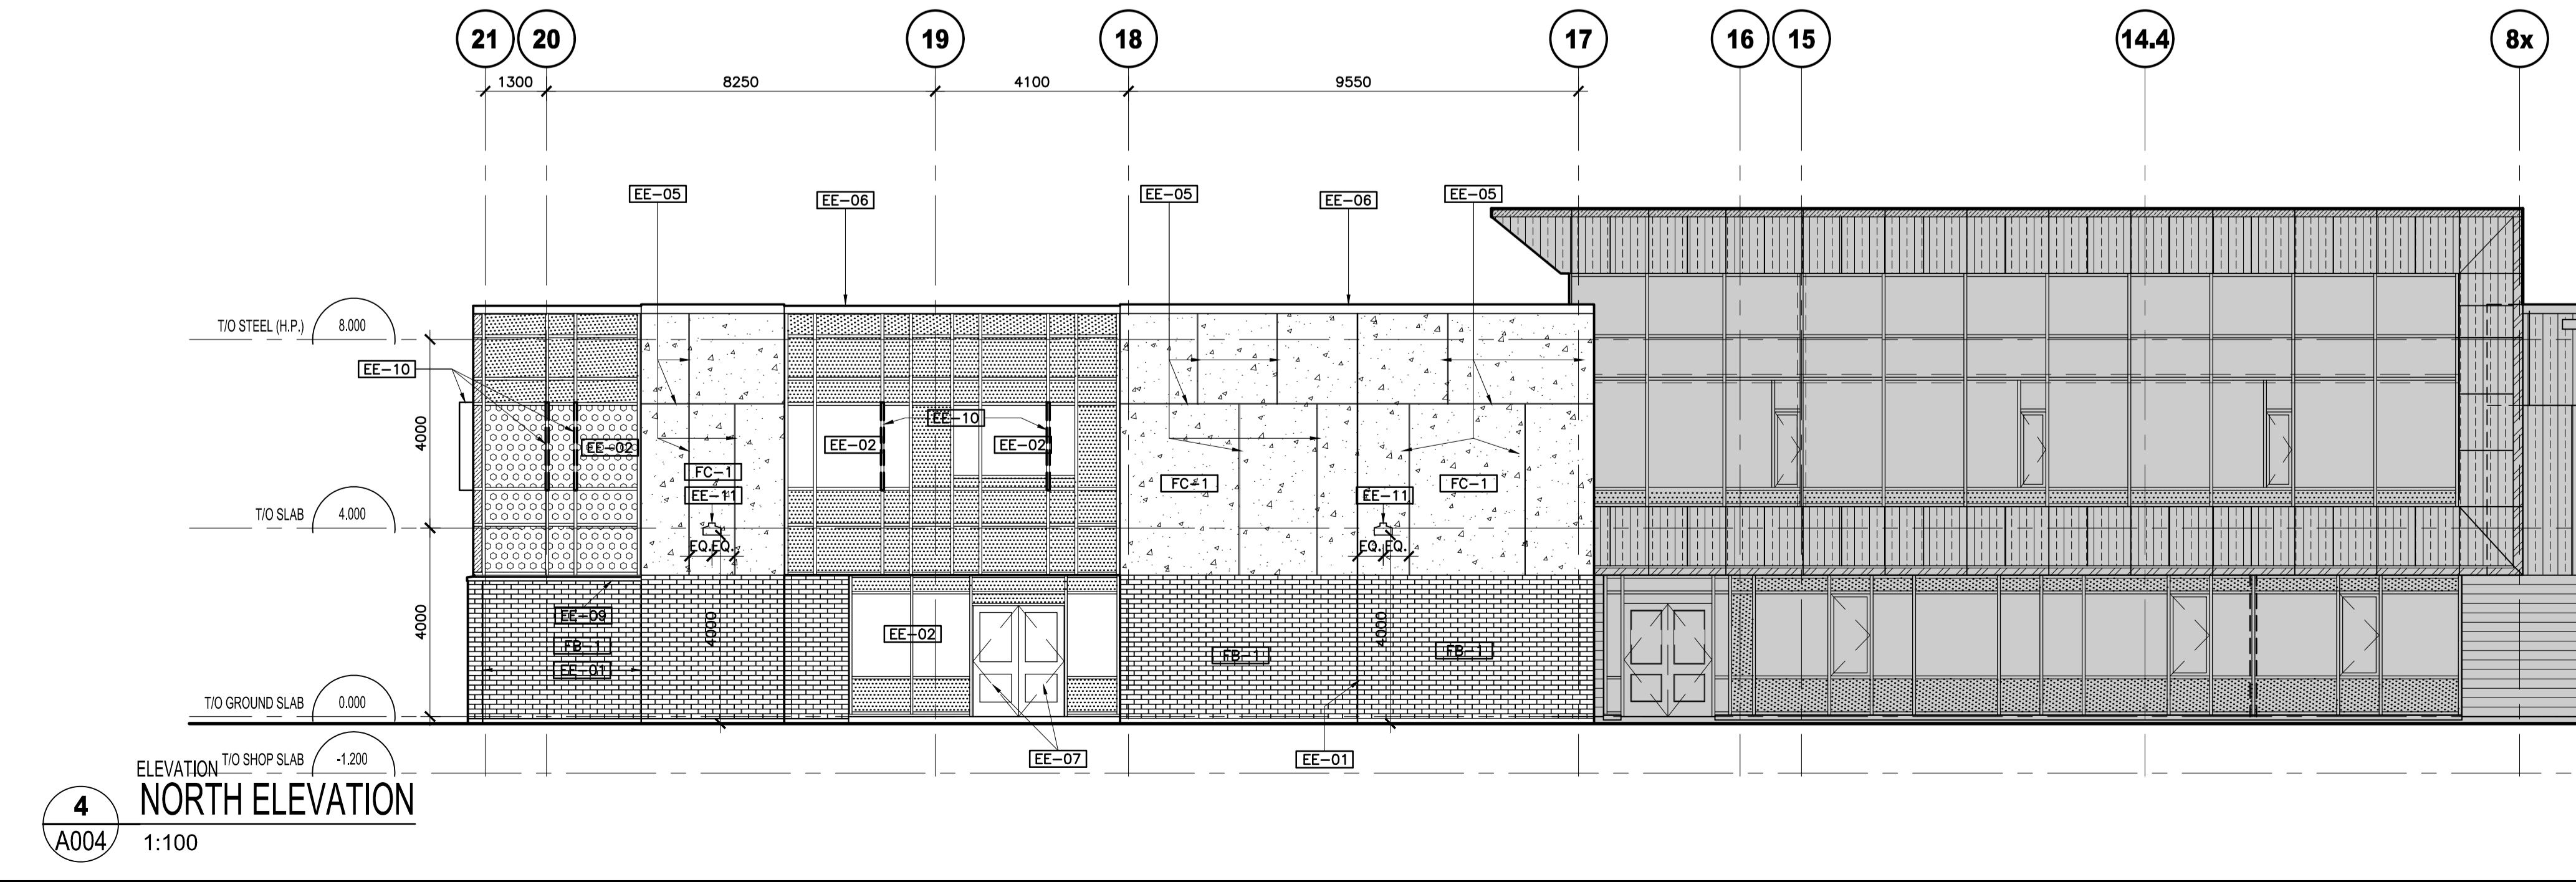 21 20 19 18 17 16 15 14.4 8x
1300 8250 4100 9550
EE-05 EE-06 EE-05 EE-06 EE-05
T/O STEEL (H.P.) 8.000
EE-10
4000
EE-10
EE-02 EE-02 EE-02
FC-1 FC-1 FC-1
EE-11 EE-11
T/O SLAB 4.000
EQ. EQ. EQ. EQ.
4000 4000 4000
EE-09
EE-02
FB-1 FB-1 FB-1
EE-01
T/O GROUND SLAB 0.000
EE-07 EE-01
T/O SHOP SLAB -1.200
ELEVATION
4 NORTH ELEVATION
A004 1:100